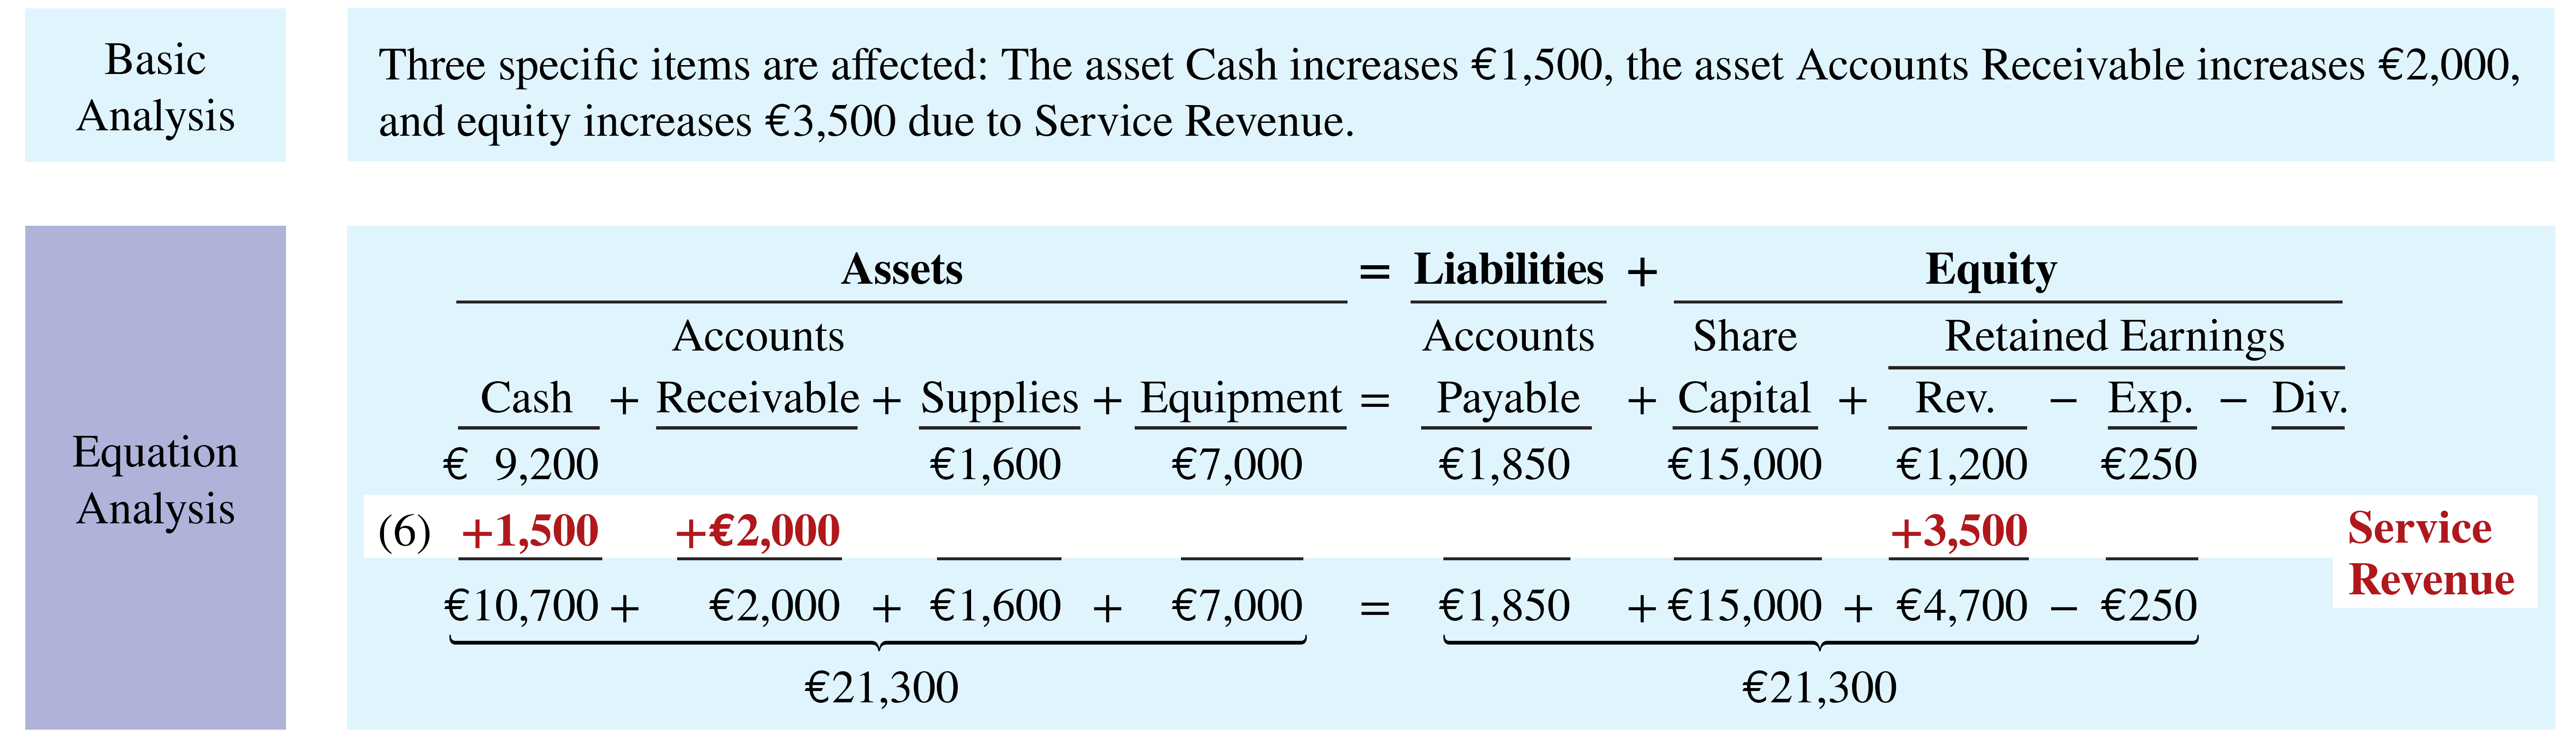 Basic
Analysis
Three specific items are affected: The asset Cash increases €1,500, the asset Accounts Receivable increases €2,000,
and equity increases €3,500 due to Service Revenue.
Equation
Analysis
Assets = Liabilities + Equity
Accounts Accounts Share Retained Earnings
Cash + Receivable + Supplies + Equipment = Payable + Capital + Rev. − Exp. − Div.
€ 9,200 €1,600 €7,000 €1,850 €15,000 €1,200 €250
(6) +1,500 +€2,000 +3,500 Service
Revenue
€10,700 + €2,000 + €1,600 + €7,000 = €1,850 + €15,000 + €4,700 − €250
€21,300 €21,300